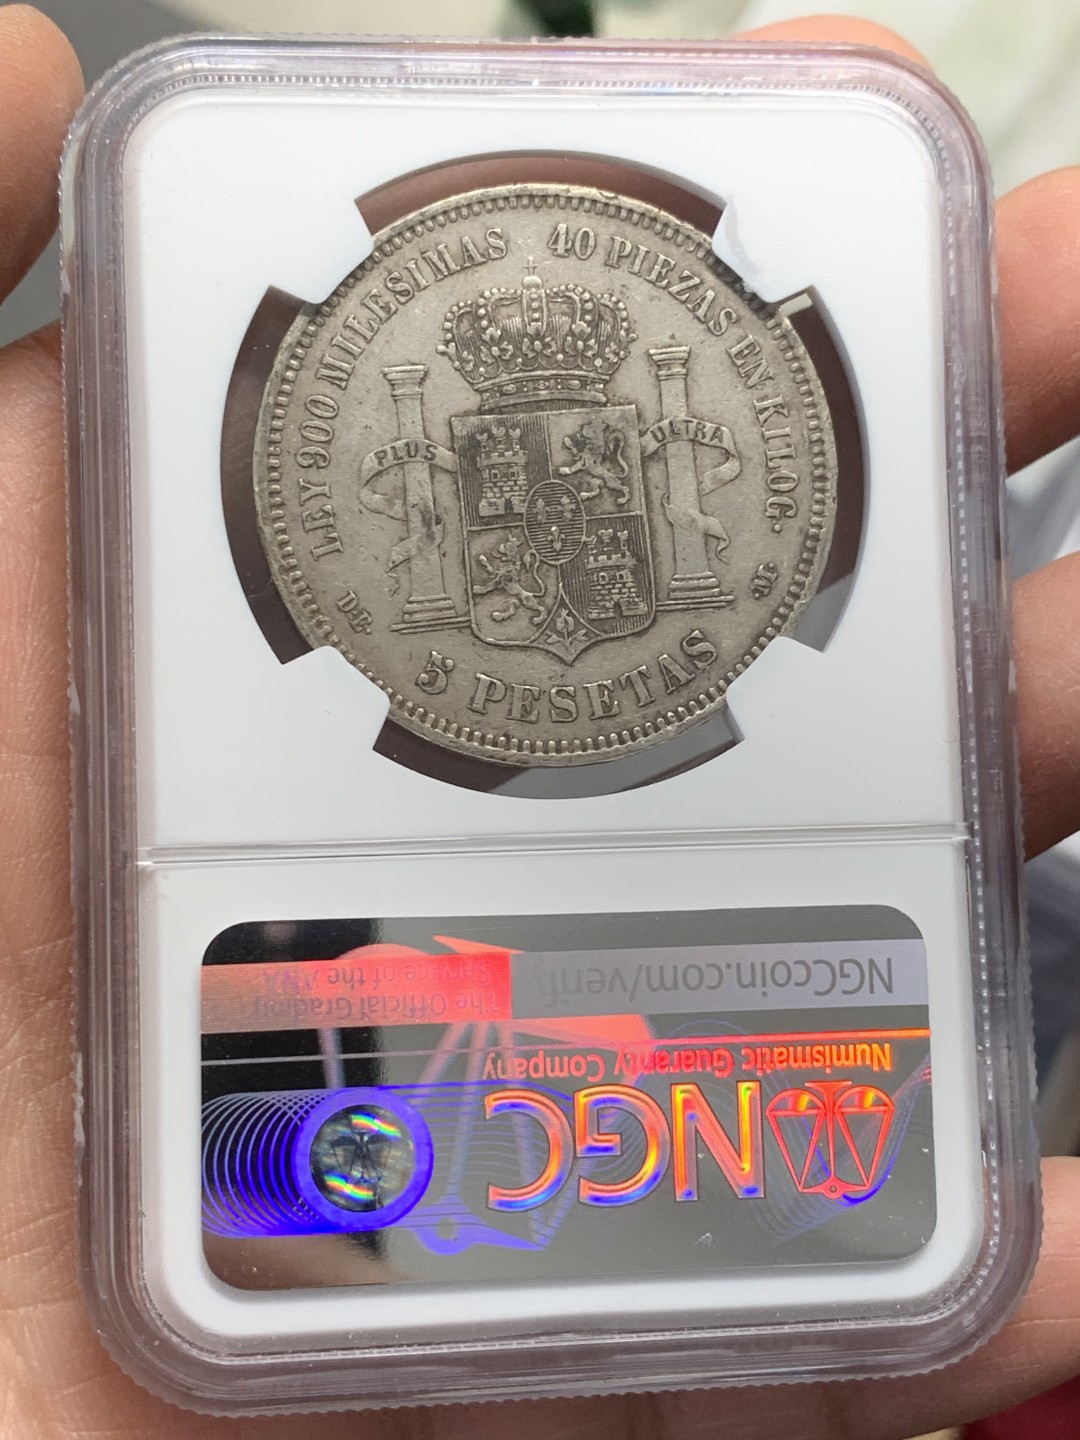 LEY 900 MILESIMAS 40 PIEZAS EN KILOG.
PLUS ULTRA
5 PESETAS
NGCcoin.com/verify
The Official Grading
Service of the ANA
Numismatic Guaranty Company
NGC